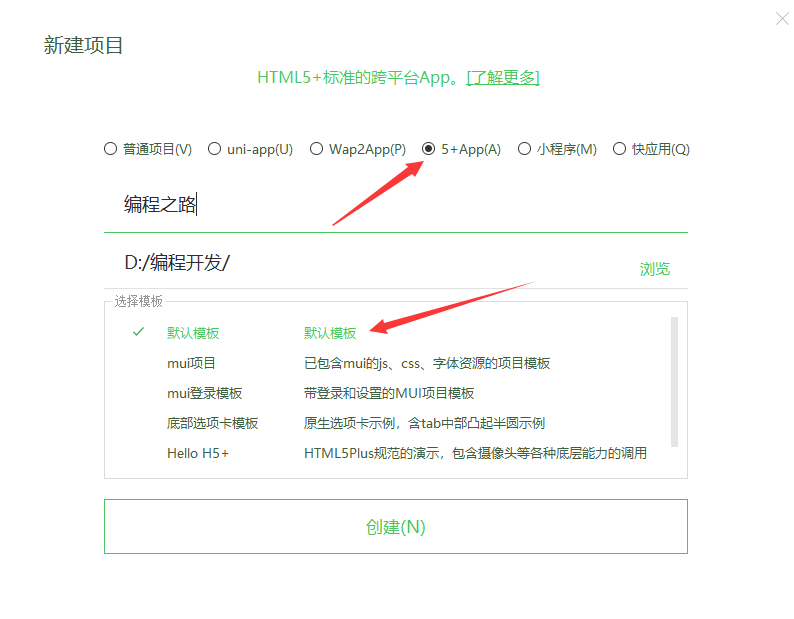 新建项目
HTML5+标准的跨平台App。[了解更多]
普通项目(V) uni-app(U) Wap2App(P) 5+App(A) 小程序(M) 快应用(Q)
编程之路
D:/编程开发/ 浏览
选择模板
默认模板 默认模板
mui项目 已包含mui的js、css、字体资源的项目模板
mui登录模板 带登录和设置的MUI项目模板
底部选项卡模板 原生选项卡示例，含tab中部凸起半圆示例
Hello H5+ HTML5Plus规范的演示，包含摄像头等各种底层能力的调用
创建(N)